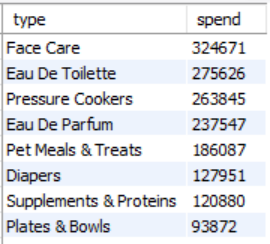 type spend
Face Care 324671
Eau De Toilette 275626
Pressure Cookers 263845
Eau De Parfum 237547
Pet Meals & Treats 186087
Diapers 127951
Supplements & Proteins 120880
Plates & Bowls 93872